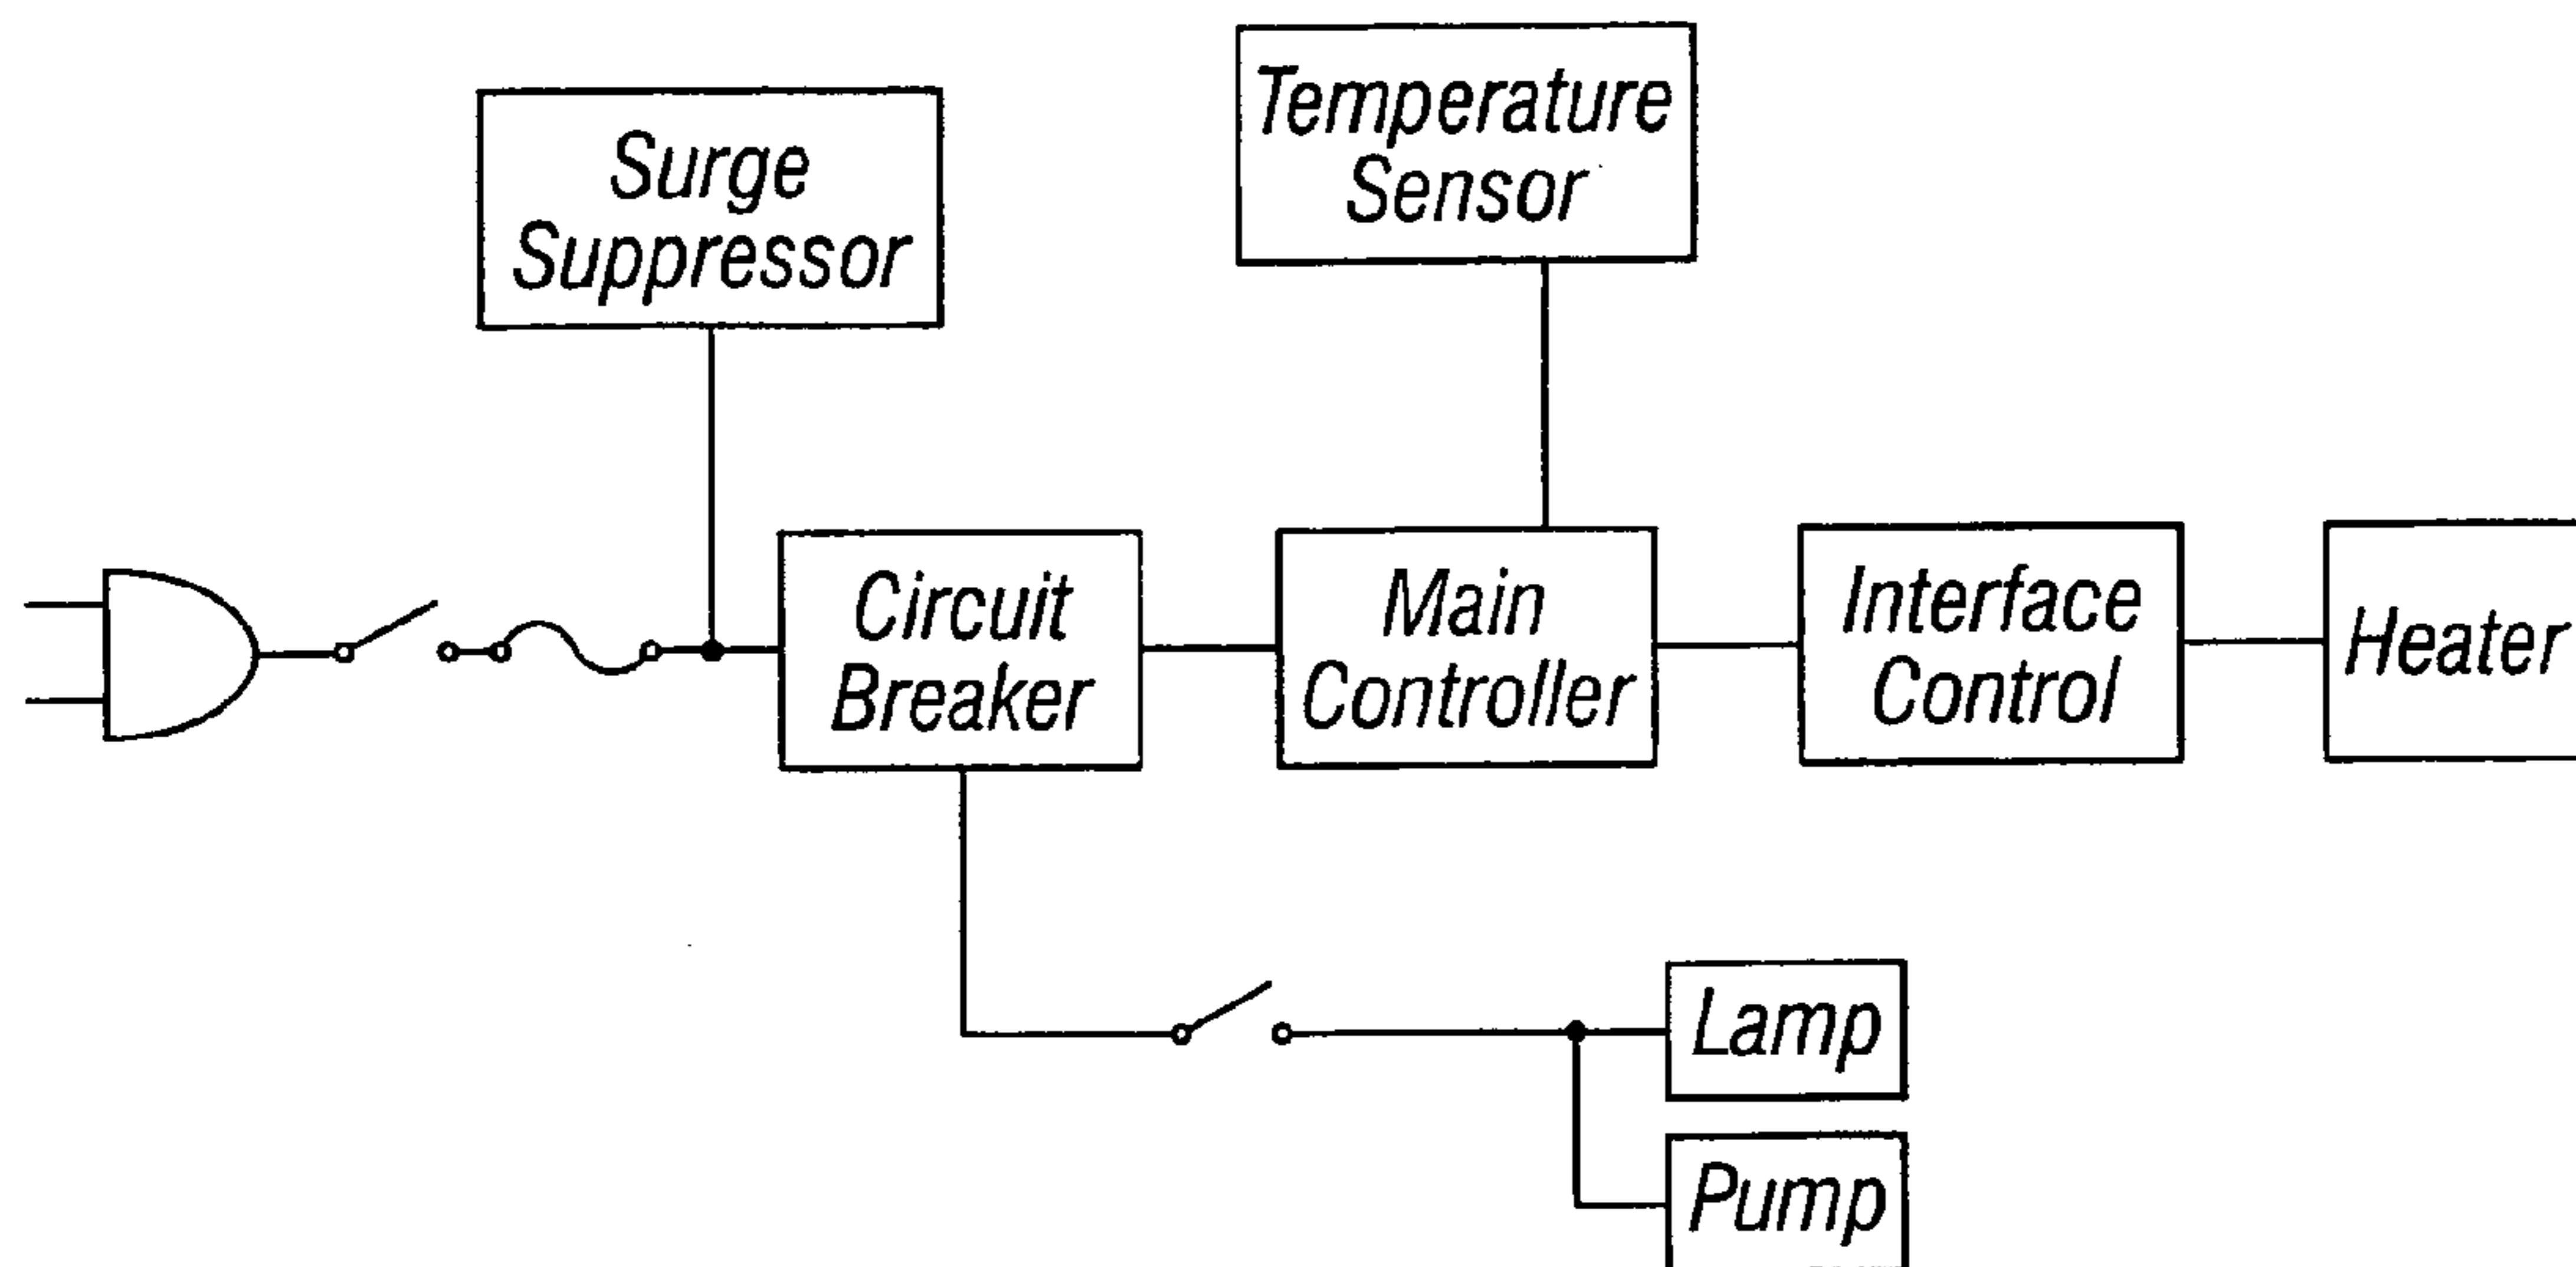 Temperature
Sensor
Surge
Suppressor
Circuit
Breaker
Main
Controller
Interface
Control
Heater
Lamp
Pump